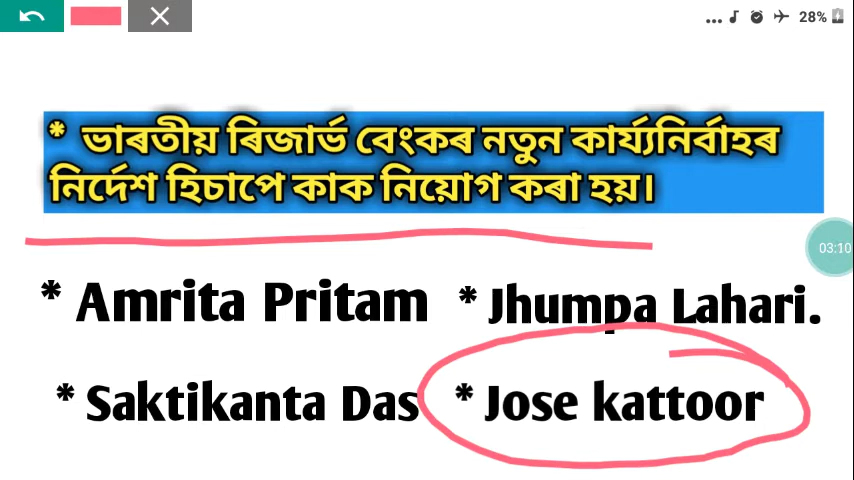 ... 28%
* ভাৰতীয় ৰিজাৰ্ভ বেংকৰ নতুন কাৰ্য্যনিৰ্বাহৰ
নিৰ্দেশ হিচাপে কাক নিয়োগ কৰা হয়।
03:10
* Amrita Pritam * Jhumpa Lahari.
* Saktikanta Das * Jose kattoor